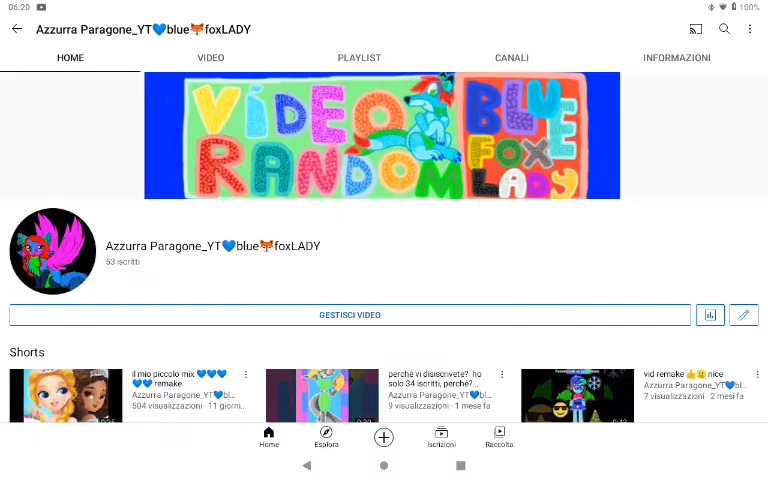 06:20
100%
Azzurra Paragone_YT💙blue🦊foxLADY
HOME VIDEO PLAYLIST CANALI INFORMAZIONI
VIDEO
RANDOM
BLUE
FOX
LADY
Azzurra Paragone_YT💙blue🦊foxLADY
53 iscritti
GESTISCI VIDEO
Shorts
Il mio piccolo mix 💙💙💙
💙💙 remake
Azzurra Paragone_YT💙bl...
504 visualizzazioni · 11 giorni...
perchè vi disiscrivete? ho
solo 34 iscritti, perché?...
Azzurra Paragone_YT💙bl...
9 visualizzazioni · 1 mese fa
vid remake 👍🙂 nice
Azzurra Paragone_YT💙bl...
7 visualizzazioni · 2 mesi fa
Home Esplora Iscrizioni Raccolta